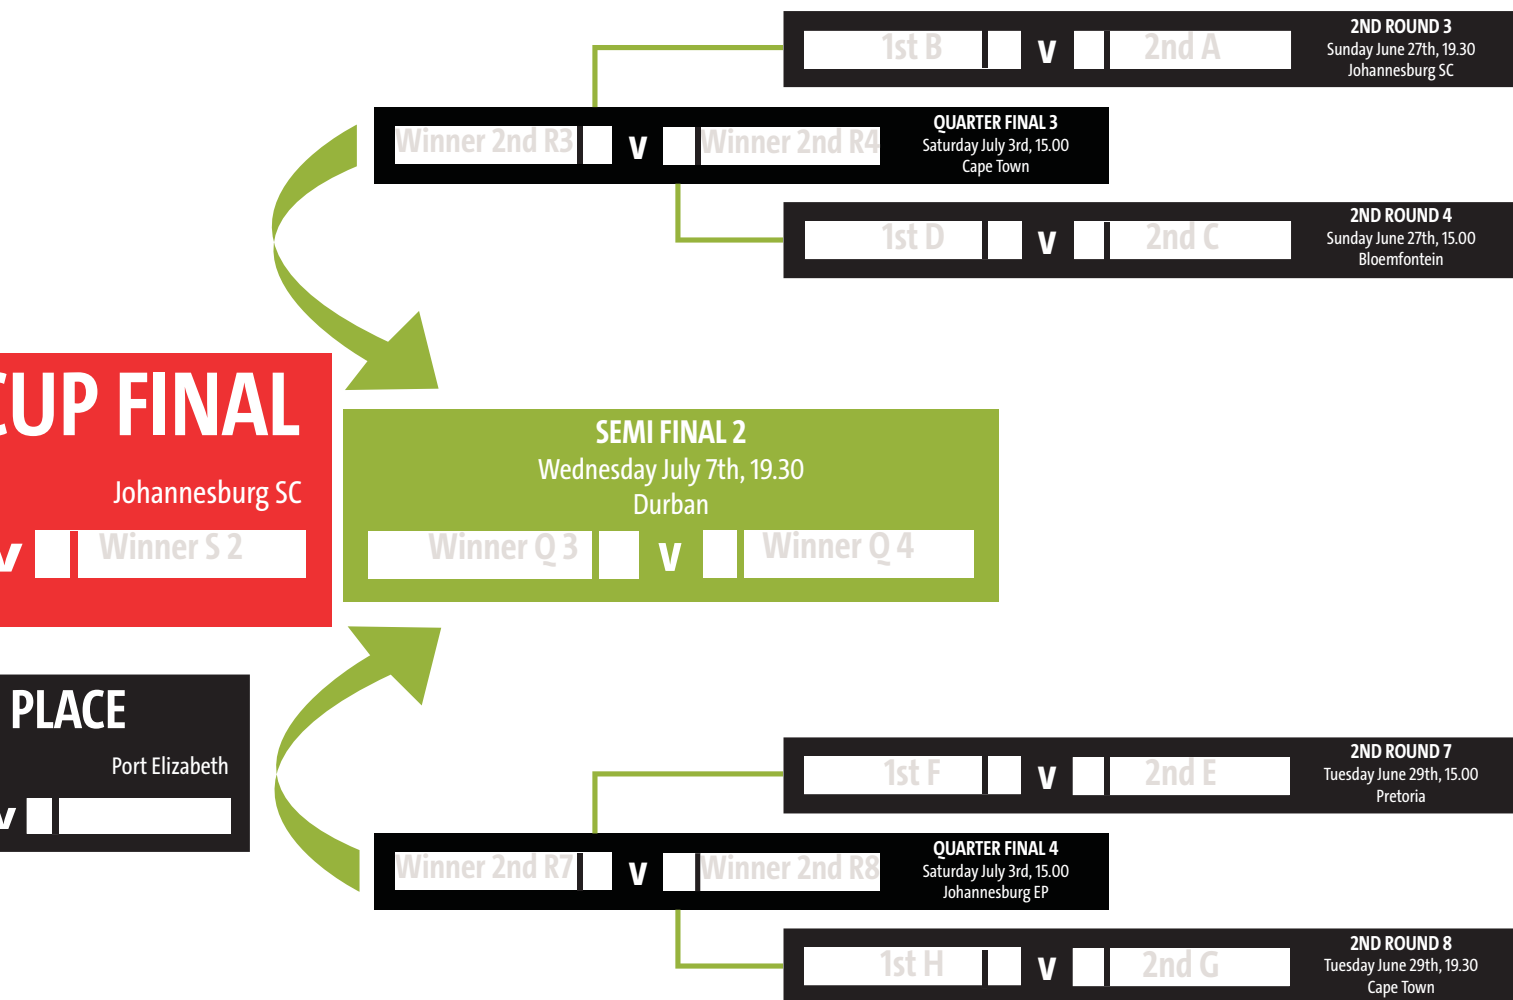 1st B V 2nd A
2ND ROUND 3
Sunday June 27th, 19.30
Johannesburg SC
Winner 2nd R3 V Winner 2nd R4
QUARTER FINAL 3
Saturday July 3rd, 15.00
Cape Town
1st D V 2nd C
2ND ROUND 4
Sunday June 27th, 15.00
Bloemfontein
CUP FINAL
Johannesburg SC
V Winner S 2
SEMI FINAL 2
Wednesday July 7th, 19.30
Durban
Winner Q 3 V Winner Q 4
PLACE
Port Elizabeth
V
1st F V 2nd E
2ND ROUND 7
Tuesday June 29th, 15.00
Pretoria
Winner 2nd R7 V Winner 2nd R8
QUARTER FINAL 4
Saturday July 3rd, 15.00
Johannesburg EP
1st H V 2nd G
2ND ROUND 8
Tuesday June 29th, 19.30
Cape Town